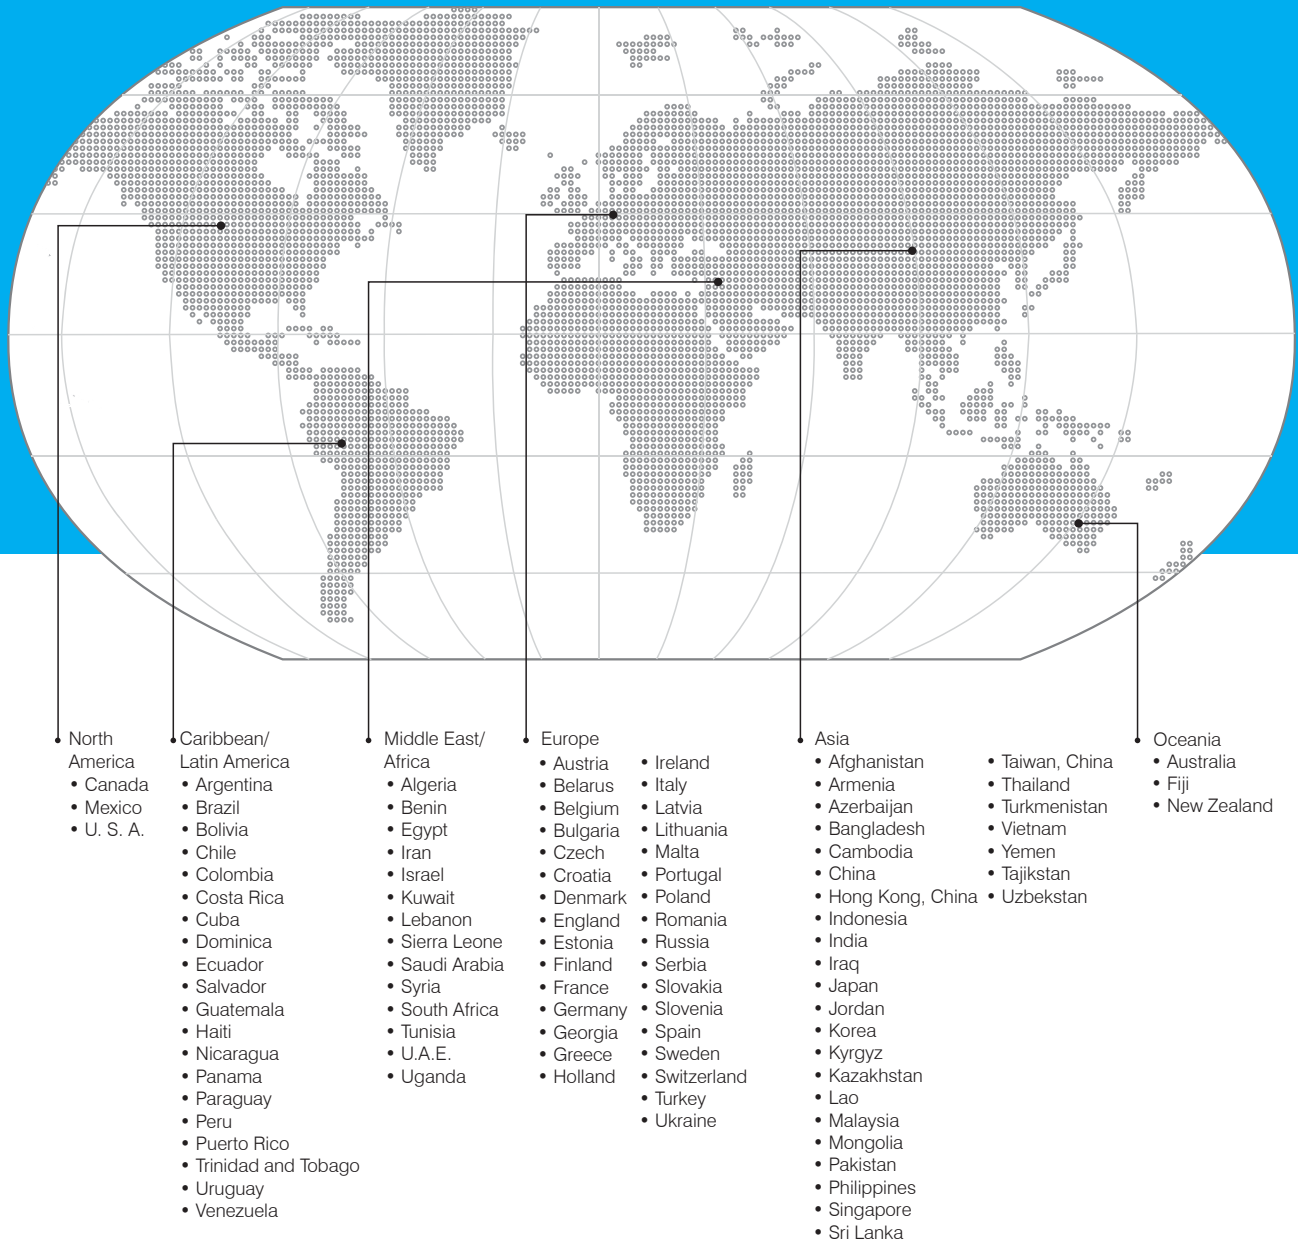 North
America
• Canada
• Mexico
• U. S. A.
Caribbean/
Latin America
• Argentina
• Brazil
• Bolivia
• Chile
• Colombia
• Costa Rica
• Cuba
• Dominica
• Ecuador
• Salvador
• Guatemala
• Haiti
• Nicaragua
• Panama
• Paraguay
• Peru
• Puerto Rico
• Trinidad and Tobago
• Uruguay
• Venezuela
Middle East/
Africa
• Algeria
• Benin
• Egypt
• Iran
• Israel
• Kuwait
• Lebanon
• Sierra Leone
• Saudi Arabia
• Syria
• South Africa
• Tunisia
• U.A.E.
• Uganda
Europe
• Austria
• Belarus
• Belgium
• Bulgaria
• Czech
• Croatia
• Denmark
• England
• Estonia
• Finland
• France
• Germany
• Georgia
• Greece
• Holland
• Ireland
• Italy
• Latvia
• Lithuania
• Malta
• Portugal
• Poland
• Romania
• Russia
• Serbia
• Slovakia
• Slovenia
• Spain
• Sweden
• Switzerland
• Turkey
• Ukraine
Asia
• Afghanistan
• Armenia
• Azerbaijan
• Bangladesh
• Cambodia
• China
• Hong Kong, China
• Indonesia
• India
• Iraq
• Japan
• Jordan
• Korea
• Kyrgyz
• Kazakhstan
• Lao
• Malaysia
• Mongolia
• Pakistan
• Philippines
• Singapore
• Sri Lanka
• Taiwan, China
• Thailand
• Turkmenistan
• Vietnam
• Yemen
• Tajikstan
• Uzbekstan
Oceania
• Australia
• Fiji
• New Zealand